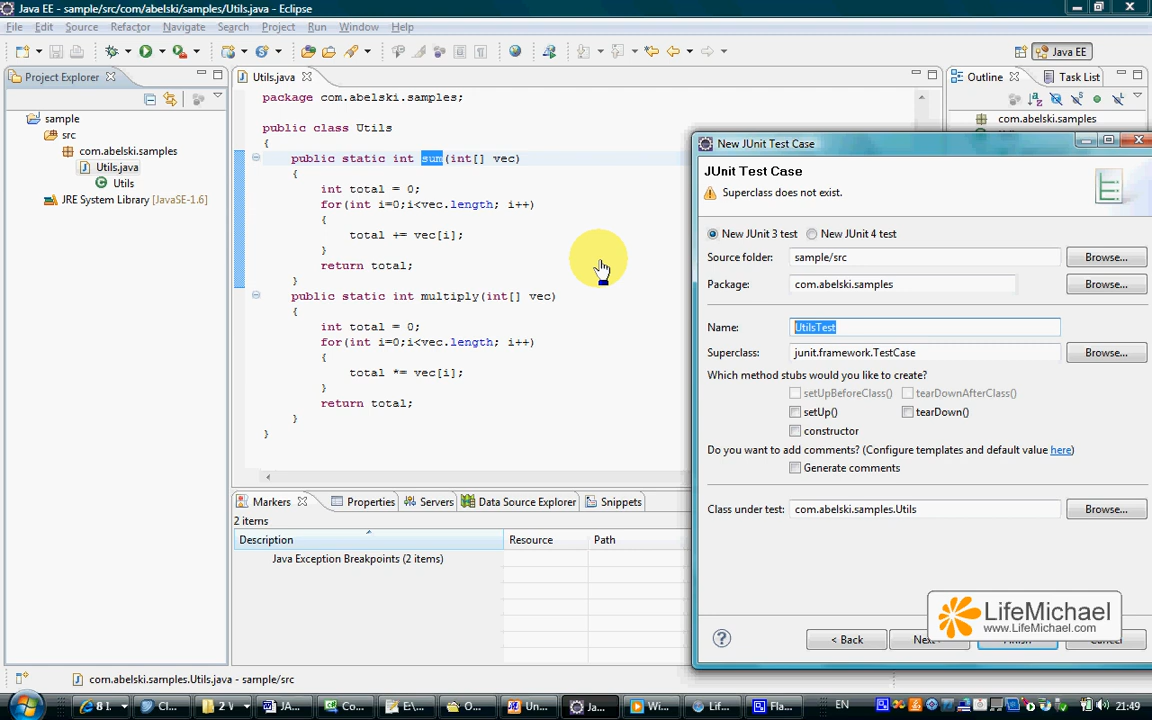 Java EE - sample/src/com/abelski/samples/Utils.java - Eclipse
File Edit Source Refactor Navigate Search Project Run Window Help
Java EE
Project Explorer
Utils.java
Outline
Task List
sample
src
com.abelski.samples
Utils.java
Utils
JRE System Library [JavaSE-1.6]
package com.abelski.samples;
public class Utils
{
public static int sum(int[] vec)
{
int total = 0;
for(int i=0;i<vec.length; i++)
{
total += vec[i];
}
return total;
}
public static int multiply(int[] vec)
{
int total = 0;
for(int i=0;i<vec.length; i++)
{
total *= vec[i];
}
return total;
}
}
com.abelski.samples
New JUnit Test Case
JUnit Test Case
Superclass does not exist.
New JUnit 3 test New JUnit 4 test
Source folder: sample/src Browse...
Package: com.abelski.samples Browse...
Name: UtilsTest
Superclass: junit.framework.TestCase Browse...
Which method stubs would you like to create?
setUpBeforeClass() tearDownAfterClass()
setUp() tearDown()
constructor
Do you want to add comments? (Configure templates and default value here)
Generate comments
Class under test: com.abelski.samples.Utils Browse...
LifeMichael
www.LifeMichael.com
< Back
Markers Properties Servers Data Source Explorer Snippets
2 items
Description Resource Path
Java Exception Breakpoints (2 items)
com.abelski.samples.Utils.java - sample/src
8 I... Cl... 2 V... JA... Co... E:\... O... Un... Ja... Wi... Lif... Fla... EN 21:49